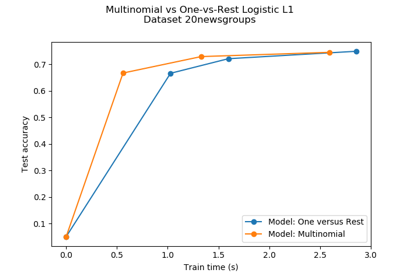 Multinomial vs One-vs-Rest Logistic L1
Dataset 20newsgroups
Test accuracy
0.7
0.6
0.5
0.4
0.3
0.2
0.1
Model: One versus Rest
Model: Multinomial
0.0 0.5 1.0 1.5 2.0 2.5 3.0
Train time (s)